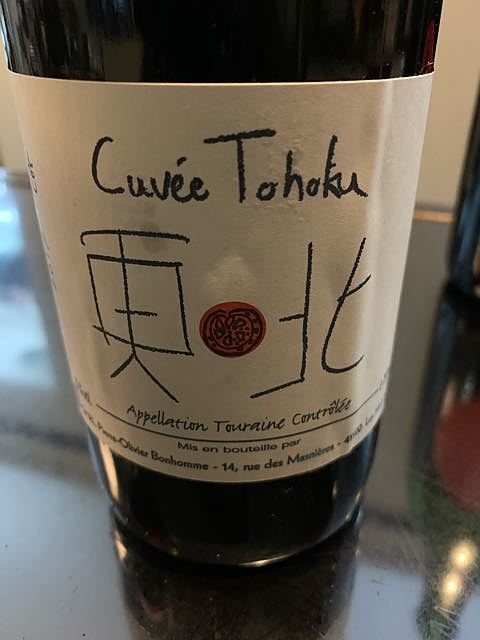 Cuvée Tohoku
東北
Appellation Touraine Contrôlée
Mis en bouteille par
Pierre-Olivier Bonhomme - 14, rue des Masnières -